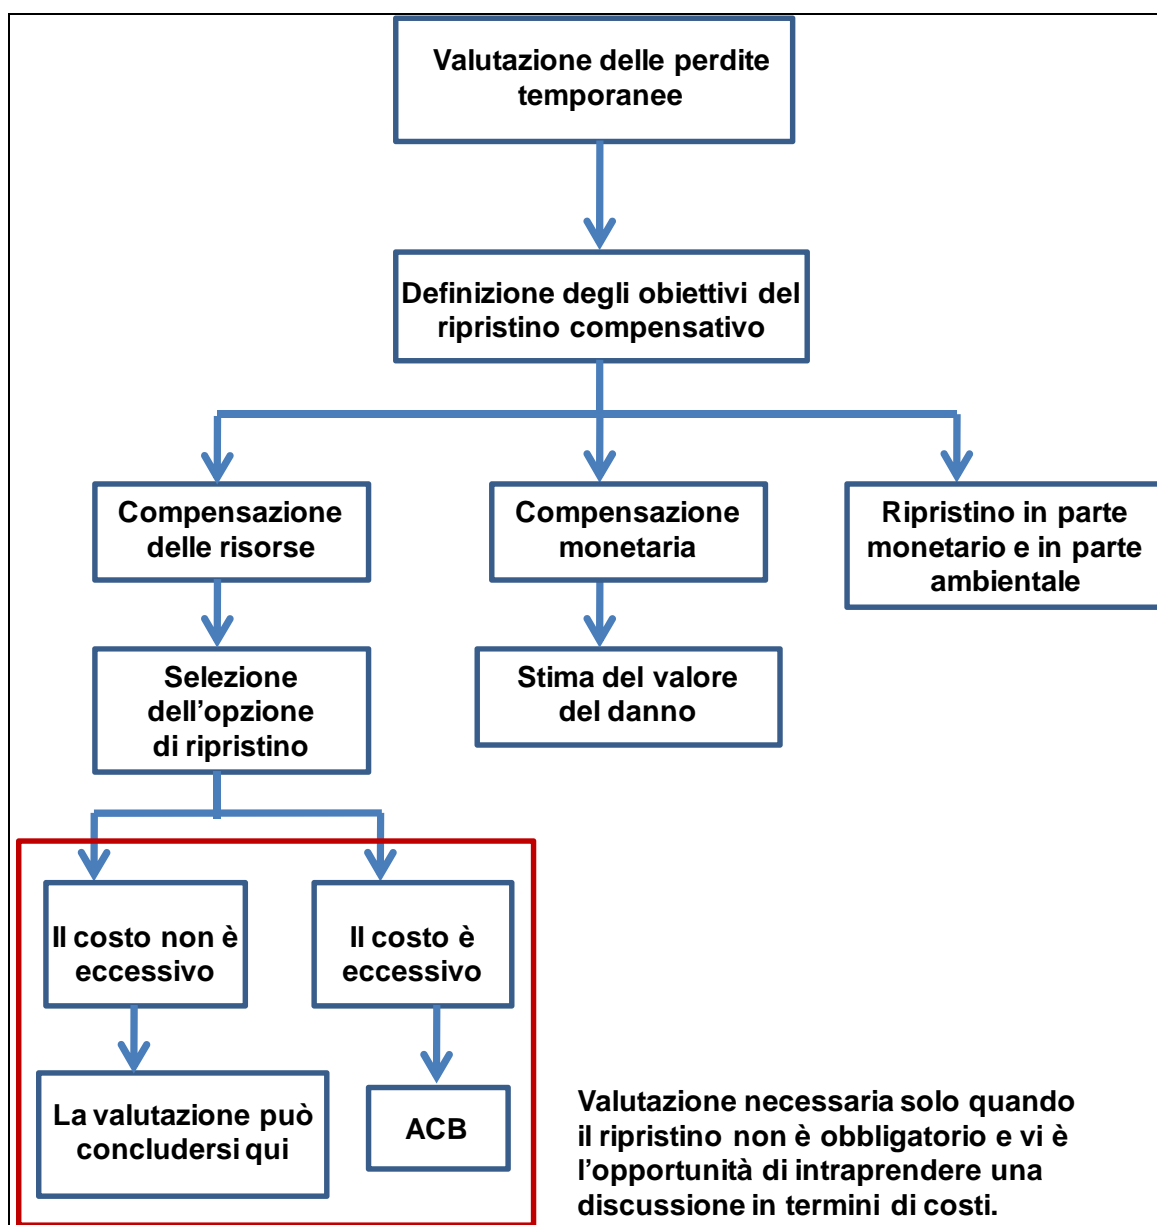 Valutazione delle perdite
temporanee
Definizione degli obiettivi del
ripristino compensativo
Compensazione
delle risorse
Compensazione
monetaria
Ripristino in parte
monetario e in parte
ambientale
Selezione
dell’opzione
di ripristino
Stima del valore
del danno
Il costo non è
eccessivo
Il costo è
eccessivo
La valutazione può
concludersi qui
ACB
Valutazione necessaria solo quando
il ripristino non è obbligatorio e vi è
l’opportunità di intraprendere una
discussione in termini di costi.